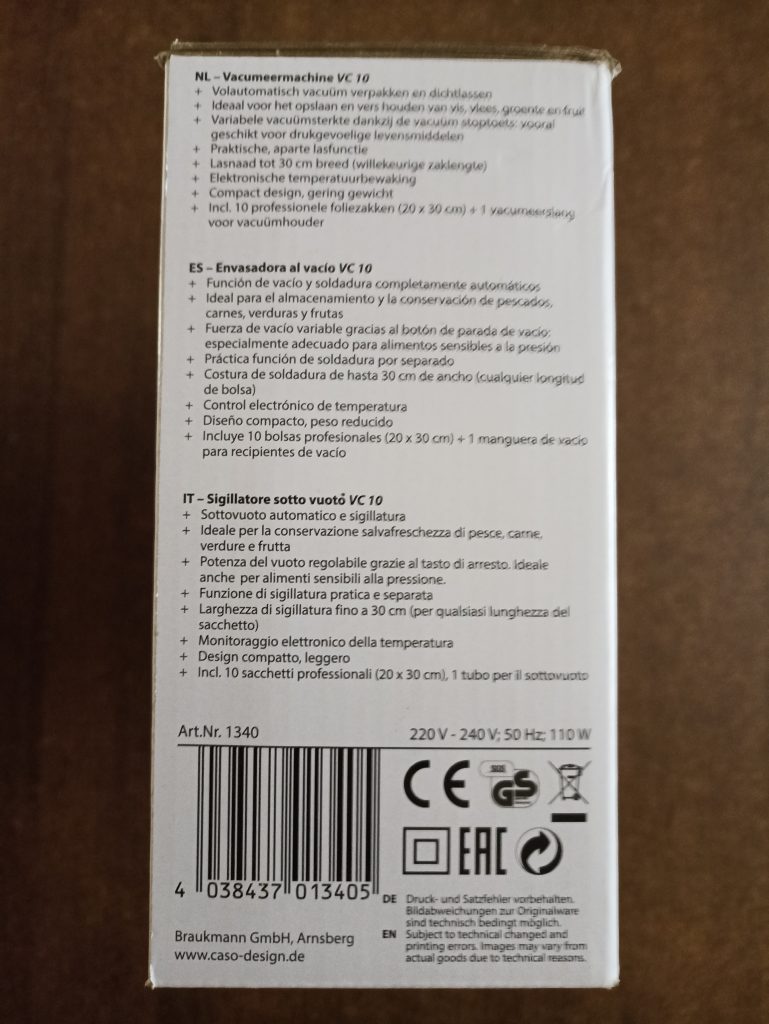 NL – Vacumeermachine VC 10
+ Volautomatisch vacuüm verpakken en dichtlassen
+ Ideaal voor het opslaan en vers houden van vis, vlees, groente en fruit
+ Variabele vacuümsterkte dankzij de vacuüm stoptoets: vooral
geschikt voor drukgevoelige levensmiddelen
+ Praktische, aparte lasfunctie
+ Lasnaad tot 30 cm breed (willekeurige zaklengte)
+ Elektronische temperatuurbewaking
+ Compact design, gering gewicht
+ Incl. 10 professionele foliezakken (20 x 30 cm) + 1 vacumeerslang
voor vacuümhouder
ES – Envasadora al vacío VC 10
+ Función de vacío y soldadura completamente automáticos
+ Ideal para el almacenamiento y la conservación de pescados,
carnes, verduras y frutas
+ Fuerza de vacío variable gracias al botón de parada de vacío:
especialmente adecuado para alimentos sensibles a la presión
+ Práctica función de soldadura por separado
+ Costura de soldadura de hasta 30 cm de ancho (cualquier longitud
de bolsa)
+ Control electrónico de temperatura
+ Diseño compacto, peso reducido
+ Incluye 10 bolsas profesionales (20 x 30 cm) + 1 manguera de vacío
para recipientes de vacío
IT – Sigillatore sotto vuoto VC 10
+ Sottovuoto automatico e sigillatura
+ Ideale per la conservazione salvafreschezza di pesce, carne,
verdure e frutta
+ Potenza del vuoto regolabile grazie al tasto di arresto. Ideale
anche per alimenti sensibili alla pressione.
+ Funzione di sigillatura pratica e separata
+ Larghezza di sigillatura fino a 30 cm (per qualsiasi lunghezza del
sacchetto)
+ Monitoraggio elettronico della temperatura
+ Design compatto, leggero
+ Incl. 10 sacchetti professionali (20 x 30 cm), 1 tubo per il sottovuoto
Art.Nr. 1340
220 V - 240 V; 50 Hz; 110 W
CE
SGS
GS
EAC
4 038437 013405
DE Druck- und Satzfehler vorbehalten.
Bildabweichungen zur Originalware
sind technisch bedingt möglich.
EN Subject to technical changed and
printing errors. Images may vary from
actual goods due to technical reasons.
Braukmann GmbH, Arnsberg
www.caso-design.de